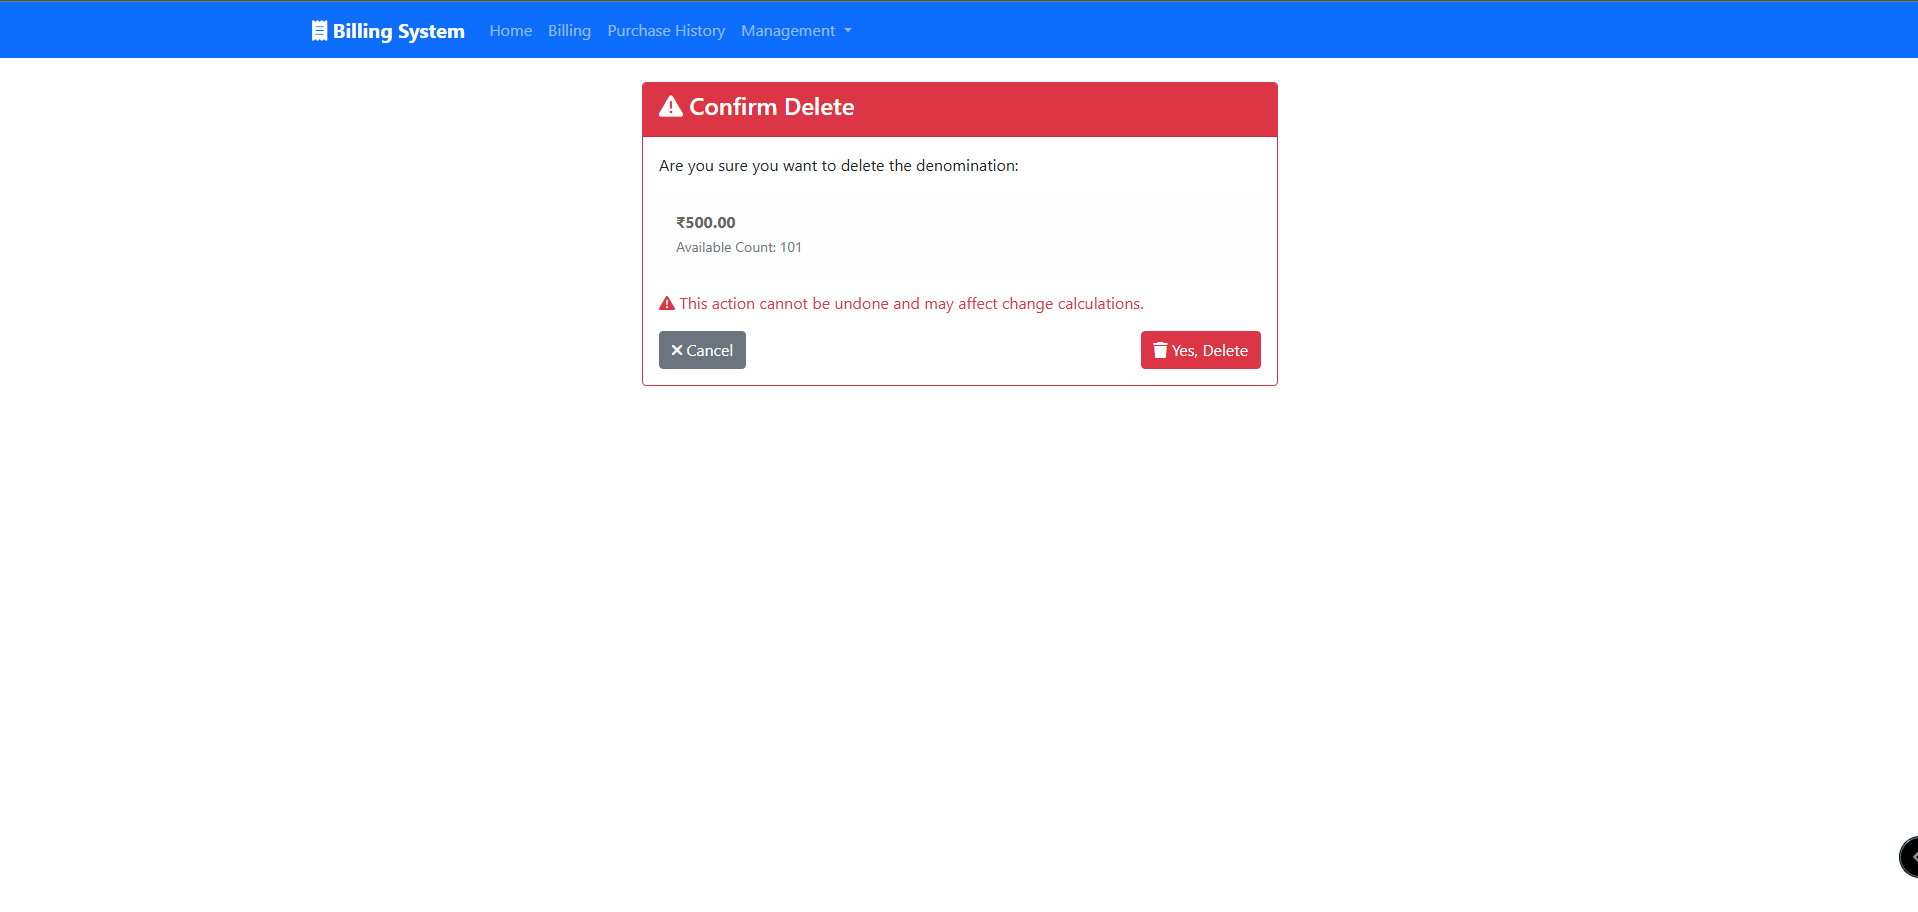 Billing System Home Billing Purchase History Management
Confirm Delete
Are you sure you want to delete the denomination:
₹500.00
Available Count: 101
This action cannot be undone and may affect change calculations.
Cancel Yes, Delete